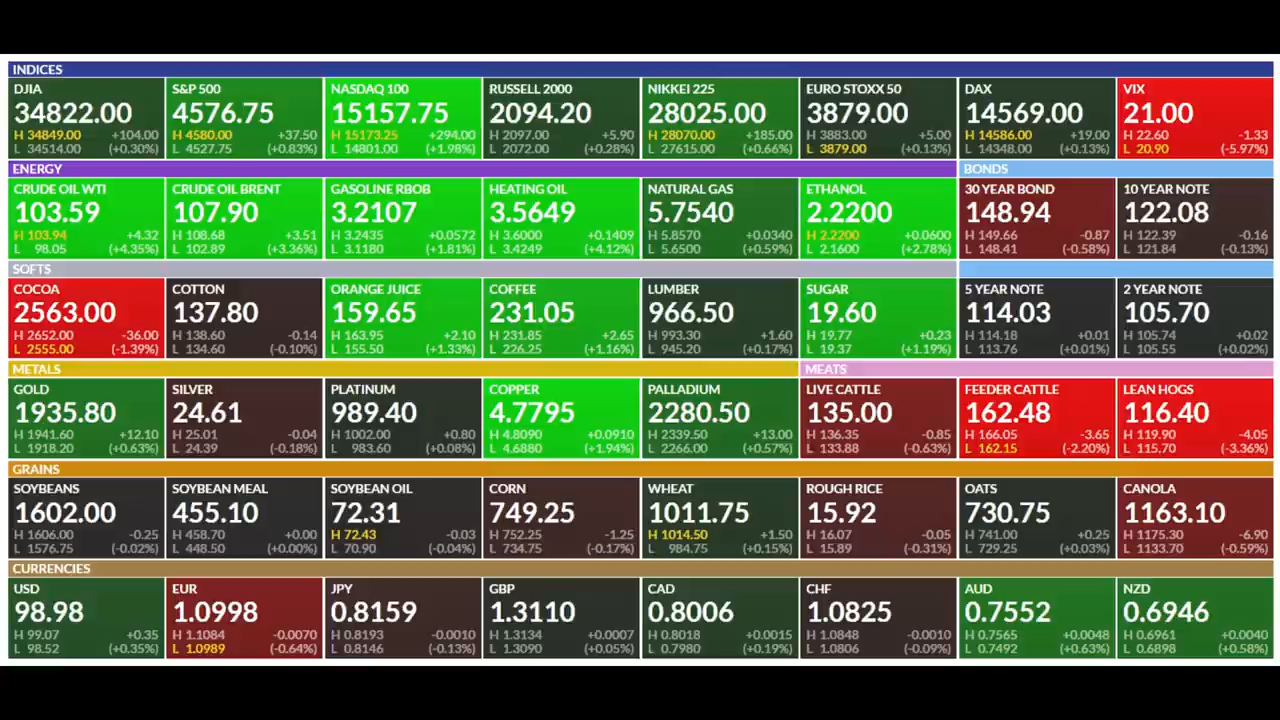 INDICES
DJIA S&P 500 NASDAQ 100 RUSSELL 2000 NIKKEI 225 EURO STOXX 50 DAX VIX
34822.00 4576.75 15157.75 2094.20 28025.00 3879.00 14569.00 21.00
H 34849.00 +104.00 H 4580.00 +37.50 H 15173.25 +294.00 H 2097.00 +5.90 H 28070.00 +185.00 H 3883.00 +5.00 H 14586.00 +19.00 H 22.60 -1.33
L 34514.00 (+0.30%) L 4527.75 (+0.83%) L 14801.00 (+1.98%) L 2072.00 (+0.28%) L 27615.00 (+0.66%) L 3879.00 (+0.13%) L 14348.00 (+0.13%) L 20.90 (-5.97%)
ENERGY BONDS
CRUDE OIL WTI CRUDE OIL BRENT GASOLINE RBOB HEATING OIL NATURAL GAS ETHANOL 30 YEAR BOND 10 YEAR NOTE
103.59 107.90 3.2107 3.5649 5.7540 2.2200 148.94 122.08
H 103.94 +4.32 H 108.68 +3.51 H 3.2435 +0.0572 H 3.6000 +0.1409 H 5.8570 +0.0340 H 2.2200 +0.0600 H 149.66 -0.87 H 122.39 -0.16
L 98.05 (+4.35%) L 102.89 (+3.36%) L 3.1180 (+1.81%) L 3.4249 (+4.12%) L 5.6500 (+0.59%) L 2.1600 (+2.78%) L 148.41 (-0.58%) L 121.84 (-0.13%)
SOFTS
COCOA COTTON ORANGE JUICE COFFEE LUMBER SUGAR 5 YEAR NOTE 2 YEAR NOTE
2563.00 137.80 159.65 231.05 966.50 19.60 114.03 105.70
H 2652.00 -36.00 H 138.60 -0.14 H 163.95 +2.10 H 231.85 +2.65 H 993.30 +1.60 H 19.77 +0.23 H 114.18 +0.01 H 105.74 +0.02
L 2555.00 (-1.39%) L 134.60 (-0.10%) L 155.50 (+1.33%) L 226.25 (+1.16%) L 945.20 (+0.17%) L 19.37 (+1.19%) L 113.76 (+0.01%) L 105.55 (+0.02%)
METALS MEATS
GOLD SILVER PLATINUM COPPER PALLADIUM LIVE CATTLE FEEDER CATTLE LEAN HOGS
1935.80 24.61 989.40 4.7795 2280.50 135.00 162.48 116.40
H 1941.60 +12.10 H 25.01 -0.04 H 1002.00 +0.80 H 4.8090 +0.0910 H 2339.50 +13.00 H 136.35 -0.85 H 166.05 -3.65 H 119.90 -4.05
L 1918.20 (+0.63%) L 24.39 (-0.18%) L 983.60 (+0.08%) L 4.6880 (+1.94%) L 2266.00 (+0.57%) L 133.88 (-0.63%) L 162.15 (-2.20%) L 115.70 (-3.36%)
GRAINS
SOYBEANS SOYBEAN MEAL SOYBEAN OIL CORN WHEAT ROUGH RICE OATS CANOLA
1602.00 455.10 72.31 749.25 1011.75 15.92 730.75 1163.10
H 1606.00 -0.25 H 458.70 +0.00 H 72.43 -0.03 H 752.25 -1.25 H 1014.50 +1.50 H 16.07 -0.05 H 741.00 +0.25 H 1175.30 -6.90
L 1576.75 (-0.02%) L 448.50 (+0.00%) L 70.90 (-0.04%) L 734.75 (-0.17%) L 984.75 (+0.15%) L 15.89 (-0.31%) L 729.25 (+0.03%) L 1133.70 (-0.59%)
CURRENCIES
USD EUR JPY GBP CAD CHF AUD NZD
98.98 1.0998 0.8159 1.3110 0.8006 1.0825 0.7552 0.6946
H 99.07 +0.35 H 1.1084 -0.0070 H 0.8193 -0.0010 H 1.3134 +0.0007 H 0.8018 +0.0015 H 1.0848 -0.0010 H 0.7565 +0.0048 H 0.6961 +0.0040
L 98.52 (+0.35%) L 1.0989 (-0.64%) L 0.8146 (-0.13%) L 1.3090 (+0.05%) L 0.7980 (+0.19%) L 1.0806 (-0.09%) L 0.7492 (+0.63%) L 0.6898 (+0.58%)